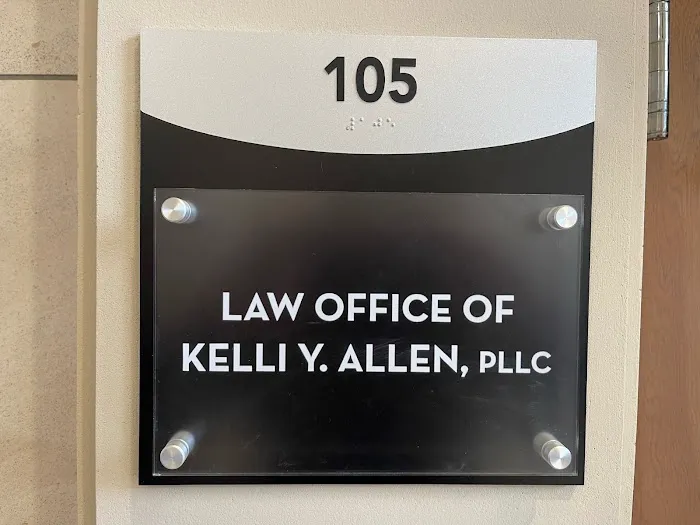 105
LAW OFFICE OF
KELLI Y. ALLEN, PLLC